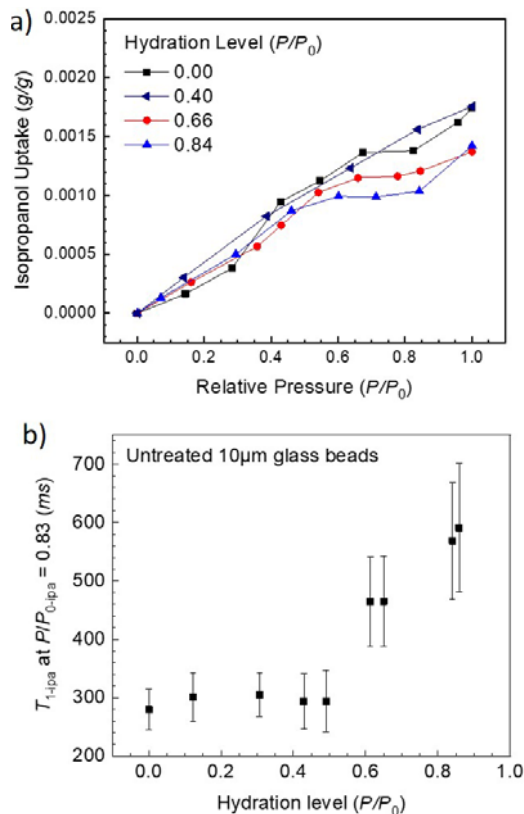 a)
Hydration Level (P/P0)
0.00
0.40
0.66
0.84
0.0025
0.0020
0.0015
0.0010
0.0005
0.0000
Isopropanol Uptake (g/g)
0.0 0.2 0.4 0.6 0.8 1.0
Relative Pressure (P/P0)
b)
Untreated 10µm glass beads
700
600
500
400
300
200
T1-ipa at P/P0-ipa = 0.83 (ms)
0.0 0.2 0.4 0.6 0.8 1.0
Hydration level (P/P0)